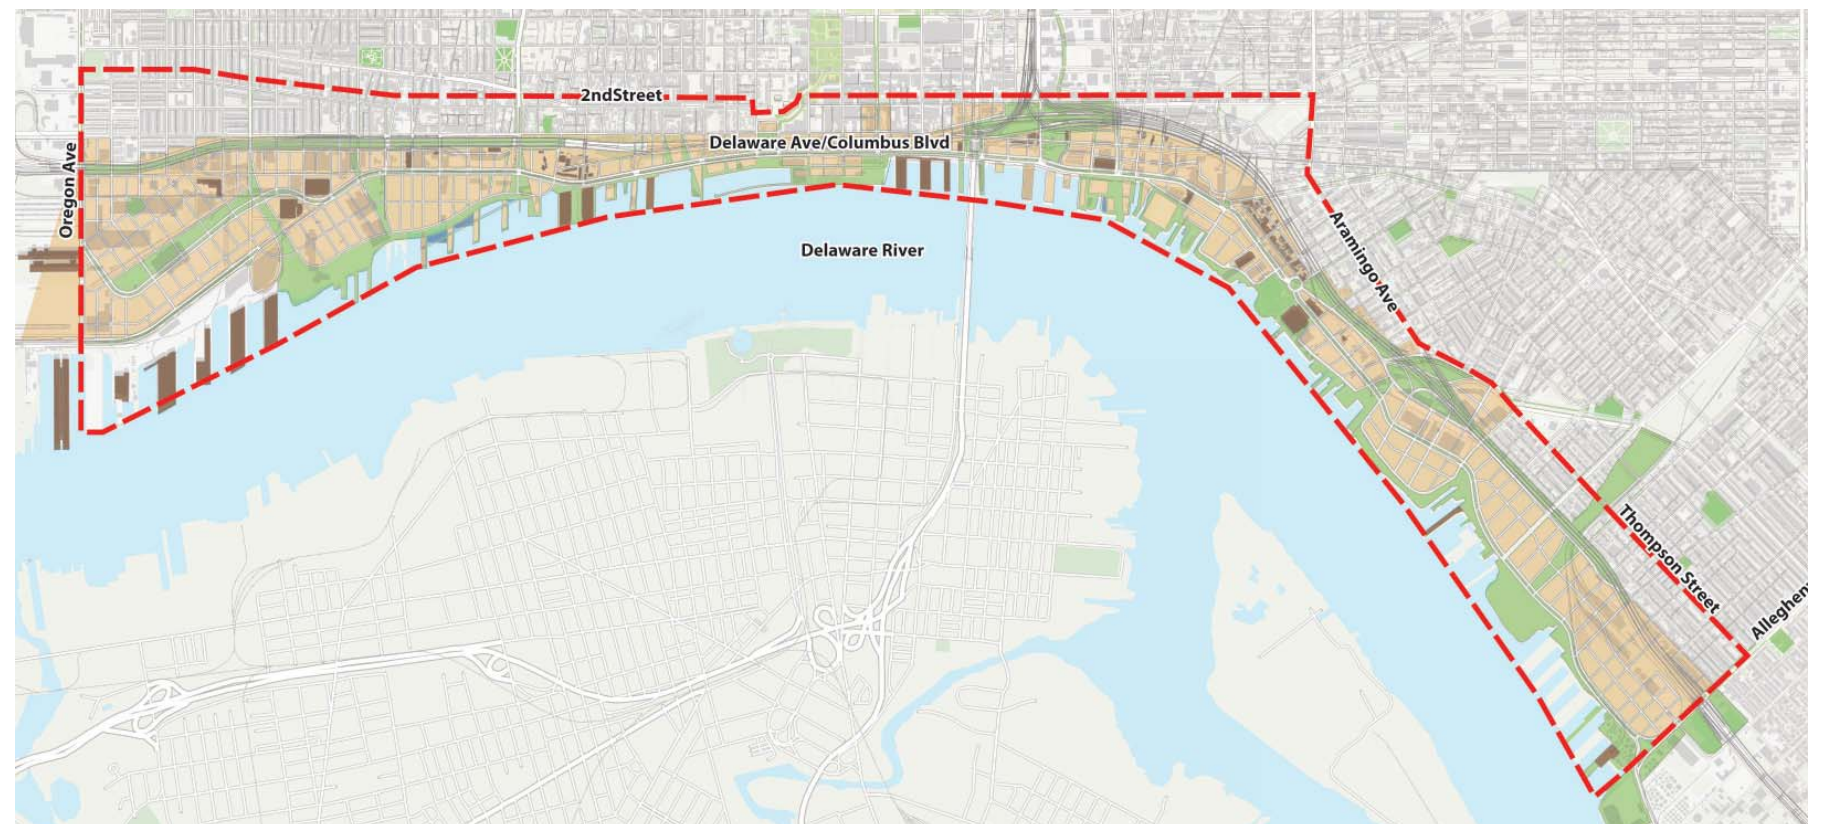 2ndStreet
Delaware Ave/Columbus Blvd
Oregon Ave
Delaware River
Aramingo Ave
Thompson Street